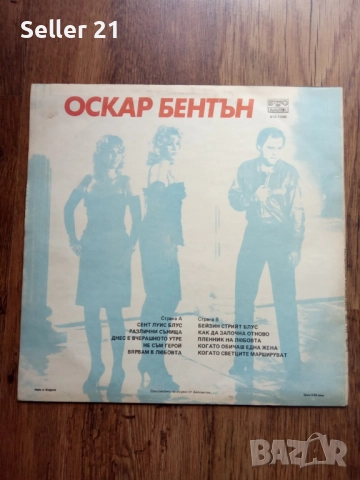 Seller 21
ОСКАР БЕНТЪН
Страна А
СЕНТ ЛУИС БЛУС
РАЗЛИЧНИ СЪНИЩА
ДНЕС Е ВЧЕРАШНОТО УТРЕ
НЕ СЪМ ГЕРОЙ
ВЯРВАМ В ЛЮБОВТА
Страна Б
БЕЙЗИН СТРИЙТ БЛУС
КАК ДА ЗАПОЧНА ОТНОВО
ПЛЕННИК НА ЛЮБОВТА
КОГАТО ОБИЧАШ ЕДНА ЖЕНА
КОГАТО СВЕТЦИТЕ МАРШИРУВАТ
BAZAR